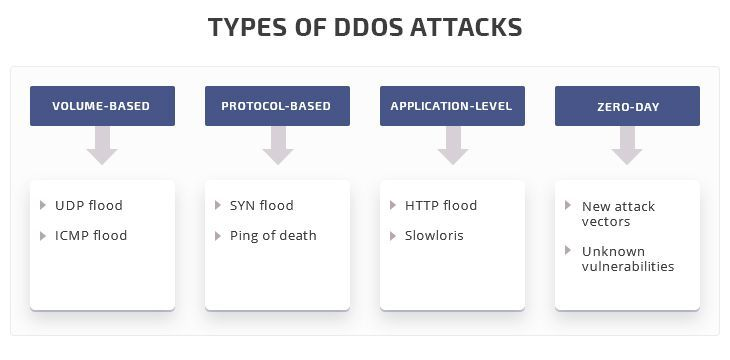 TYPES OF DDOS ATTACKS
VOLUME-BASED
PROTOCOL-BASED
APPLICATION-LEVEL
ZERO-DAY
UDP flood
ICMP flood
SYN flood
Ping of death
HTTP flood
Slowloris
New attack
vectors
Unknown
vulnerabilities